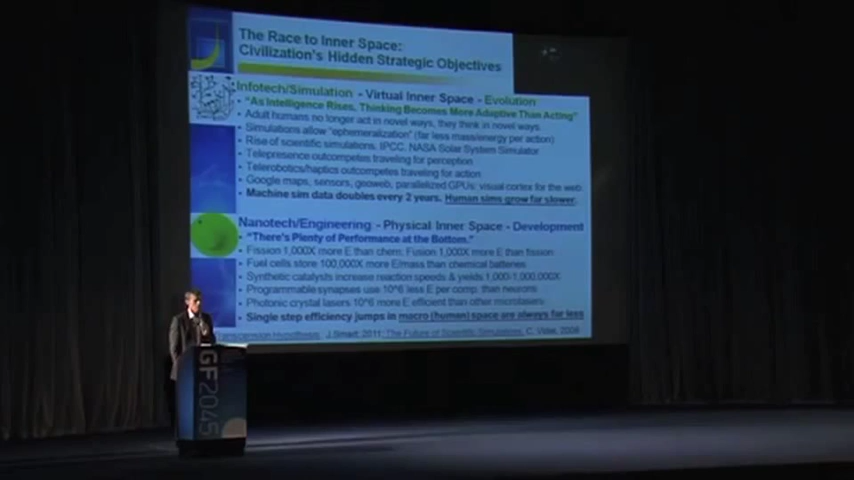 The Race to Inner Space:
Civilization's Hidden Strategic Objectives
Infotech/Simulation - Virtual Inner Space - Evolution
• "As Intelligence Rises, Thinking Becomes More Adaptive Than Acting"
• Adult humans no longer act in novel ways, they think in novel ways.
• Simulations allow "ephemeralization" (far less mass/energy per action)
• Rise of scientific simulations. IPCC. NASA Solar System Simulator
• Telepresence outcompetes traveling for perception
• Telerobotics/haptics outcompetes traveling for action
• Google maps, sensors, geoweb, parallelized GPUs: visual cortex for the web
• Machine sim data doubles every 2 years. Human sims grow far slower.
Nanotech/Engineering - Physical Inner Space - Development
• "There's Plenty of Performance at the Bottom."
• Fission 1,000X more E than chem. Fusion 1,000X more E than fission
• Fuel cells store 100,000X more E/mass than chemical batteries
• Synthetic catalysts increase reaction speeds & yields 1,000-1,000,000X
• Programmable synapses use 10^6 less E per comp. than neurons
• Photonic crystal lasers 10^6 more E efficient than microlasers
• Single step efficiency jumps in macro (human) space are always far less
Transcension Hypothesis, J.Smart, 2011; The Future of Scientific Simulations, C. Vidal, 2008
GF2045